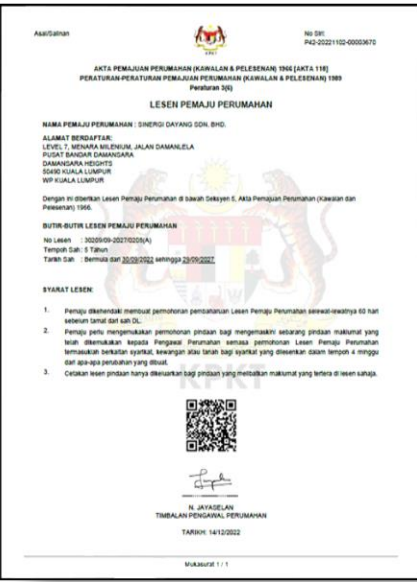 Asal/Salinan
No Siri:
P42-20221102-00003670
KPKT
AKTA PEMAJUAN PERUMAHAN (KAWALAN & PELESENAN) 1966 [AKTA 118]
PERATURAN-PERATURAN PEMAJUAN PERUMAHAN (KAWALAN & PELESENAN) 1989
Peraturan 3(6)
LESEN PEMAJU PERUMAHAN
NAMA PEMAJU PERUMAHAN : SINERGI DAYANG SDN. BHD.
ALAMAT BERDAFTAR:
LEVEL 7, MENARA MILENIUM, JALAN DAMANLELA
PUSAT BANDAR DAMANSARA
DAMANSARA HEIGHTS
50490 KUALA LUMPUR
WP KUALA LUMPUR
Dengan ini diberikan Lesen Pemaju Perumahan di bawah Seksyen 5, Akta Pemajuan Perumahan (Kawalan dan
Pelesenan) 1966.
BUTIR-BUTIR LESEN PEMAJU PERUMAHAN
No Lesen : 30209/09-2027/0205(A)
Tempoh Sah : 5 Tahun
Tarikh Sah : Bermula dari 30/09/2022 sehingga 29/09/2027.
SYARAT LESEN:
1. Pemaju dikehendaki membuat permohonan pembaharuan Lesen Pemaju Perumahan selewat-lewatnya 60 hari
sebelum tamat dari sah DL.
2. Pemaju perlu mengemukakan permohonan pindaan bagi mengemaskini sebarang pindaan maklumat yang
telah dikemukakan kepada Pengawal Perumahan semasa permohonan Lesen Pemaju Perumahan
termasuklah berkaitan syarikat, kewangan atau tanah bagi syarikat yang dilesenkan dalam tempoh 4 minggu
dari apa-apa perubahan yang dibuat.
3. Cetakan lesen pindaan hanya dikeluarkan bagi pindaan yang melibatkan maklumat yang tertera di lesen sahaja.
KPKT
N. JAYASELAN
TIMBALAN PENGAWAL PERUMAHAN
TARIKH: 14/12/2022
Mukasurat 1 / 1